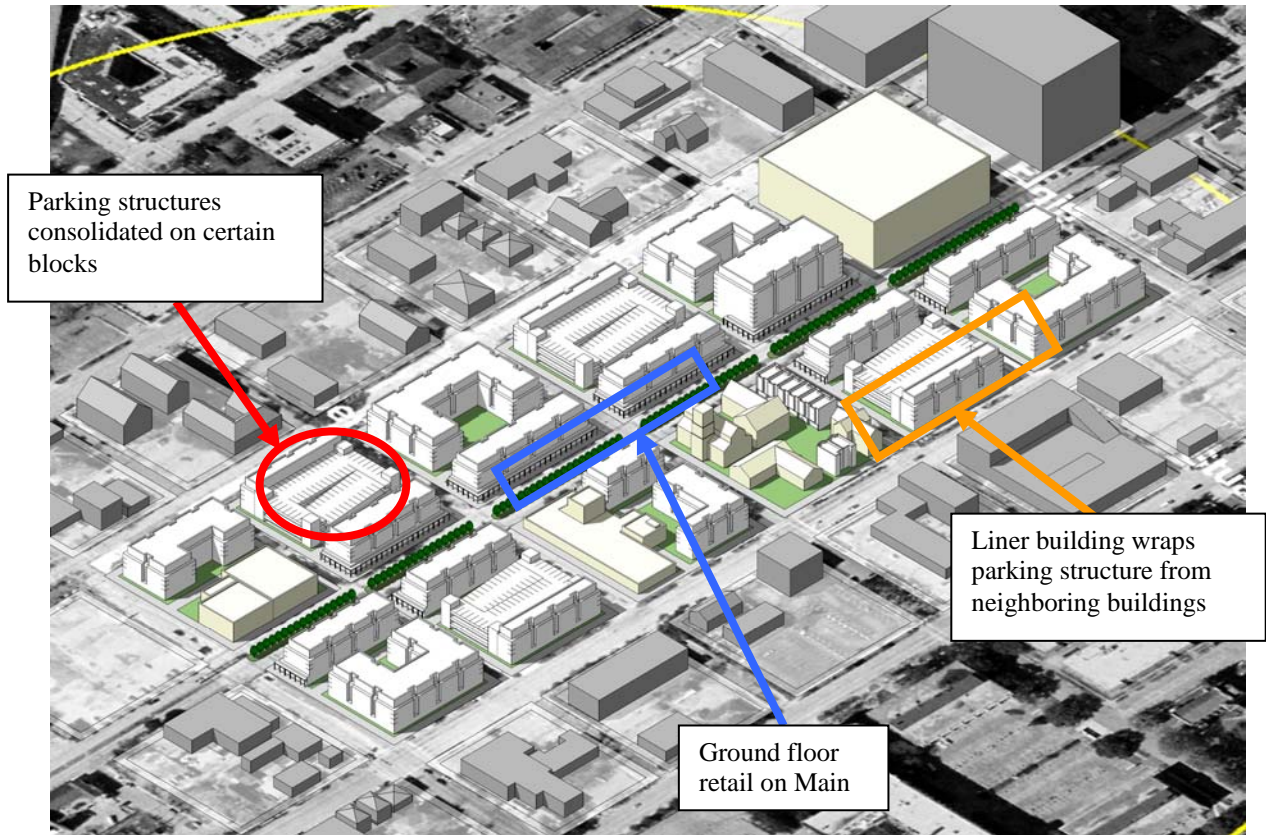 Parking structures
consolidated on certain
blocks
Liner building wraps
parking structure from
neighboring buildings
Ground floor
retail on Main